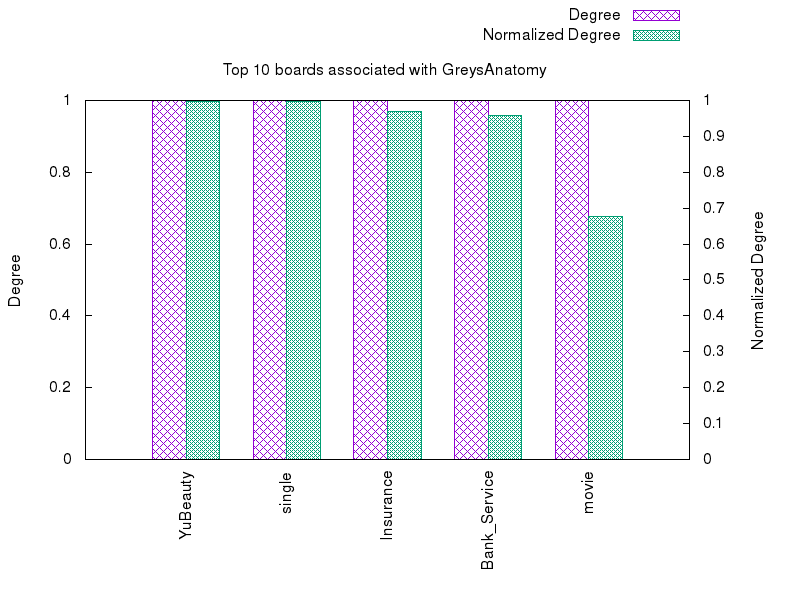 Degree
Normalized Degree
Top 10 boards associated with GreysAnatomy
1
0.8
0.6
0.4
0.2
0
Degree
1
0.9
0.8
0.7
0.6
0.5
0.4
0.3
0.2
0.1
0
Normalized Degree
YuBeauty
single
Insurance
Bank_Service
movie